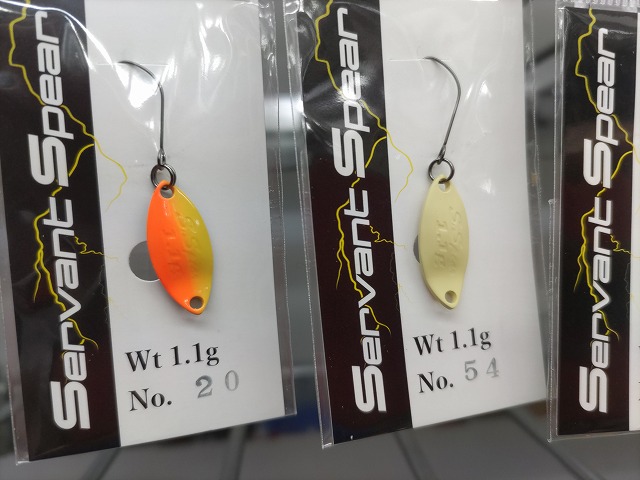 Servant Spear
Wt 1.1g
No. 20
Servant Spear
Wt 1.1g
No. 54
Servant Spear